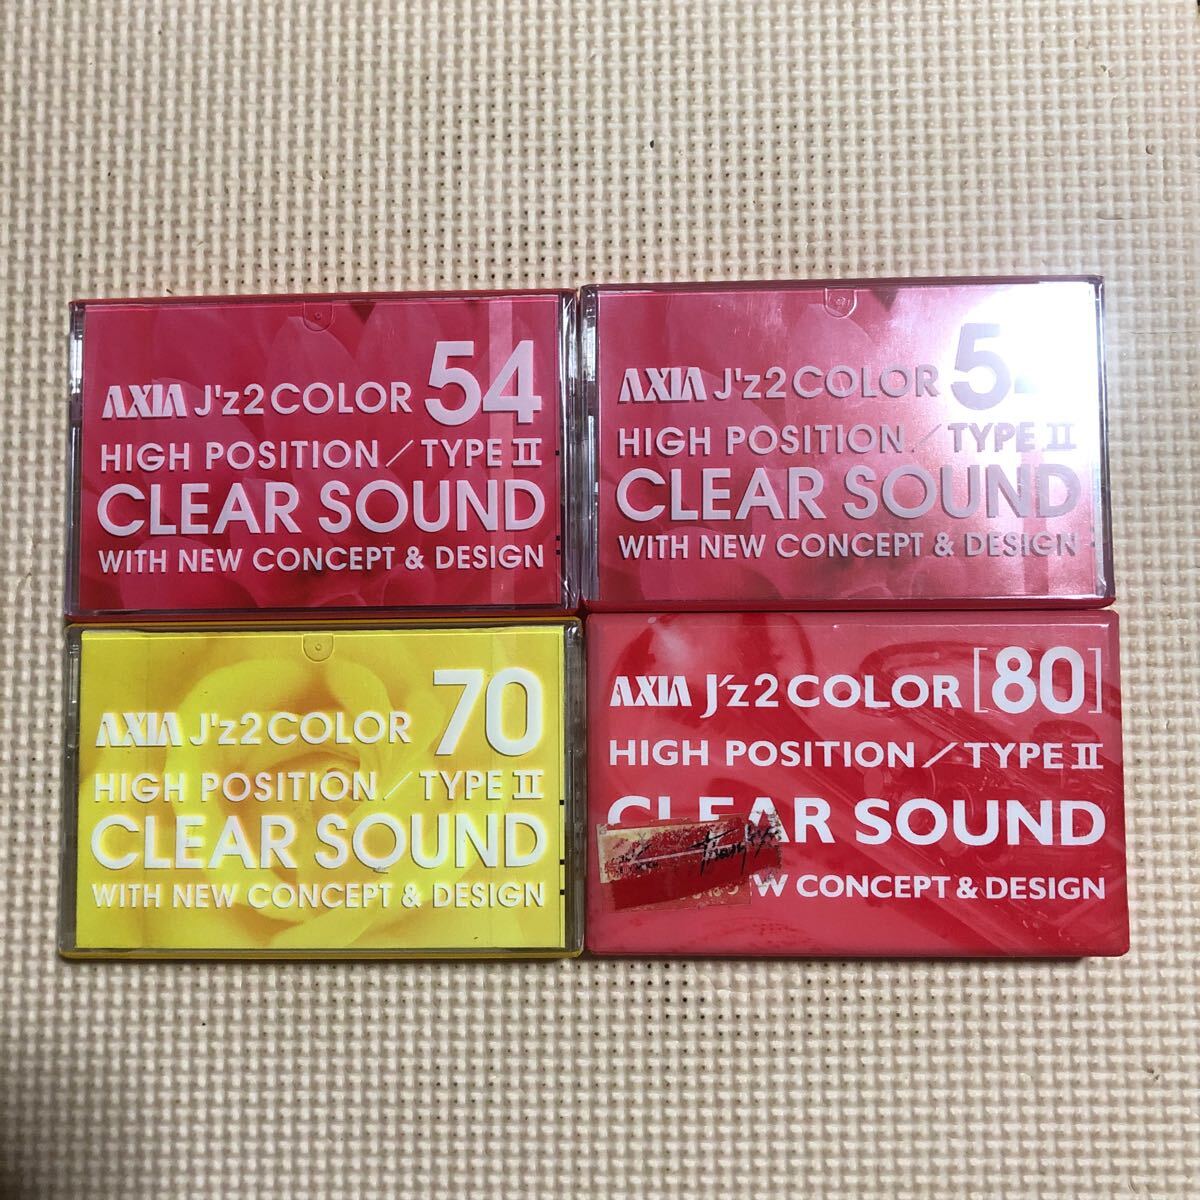 AXIA J'z2 COLOR 54
HIGH POSITION / TYPE II
CLEAR SOUND
WITH NEW CONCEPT & DESIGN
AXIA J'z2 COLOR 54
HIGH POSITION / TYPE II
CLEAR SOUND
WITH NEW CONCEPT & DESIGN
AXIA J'z2 COLOR 70
HIGH POSITION / TYPE II
CLEAR SOUND
WITH NEW CONCEPT & DESIGN
AXIA J'z2 COLOR [80]
HIGH POSITION / TYPE II
CLEAR SOUND
CONCEPT & DESIGN